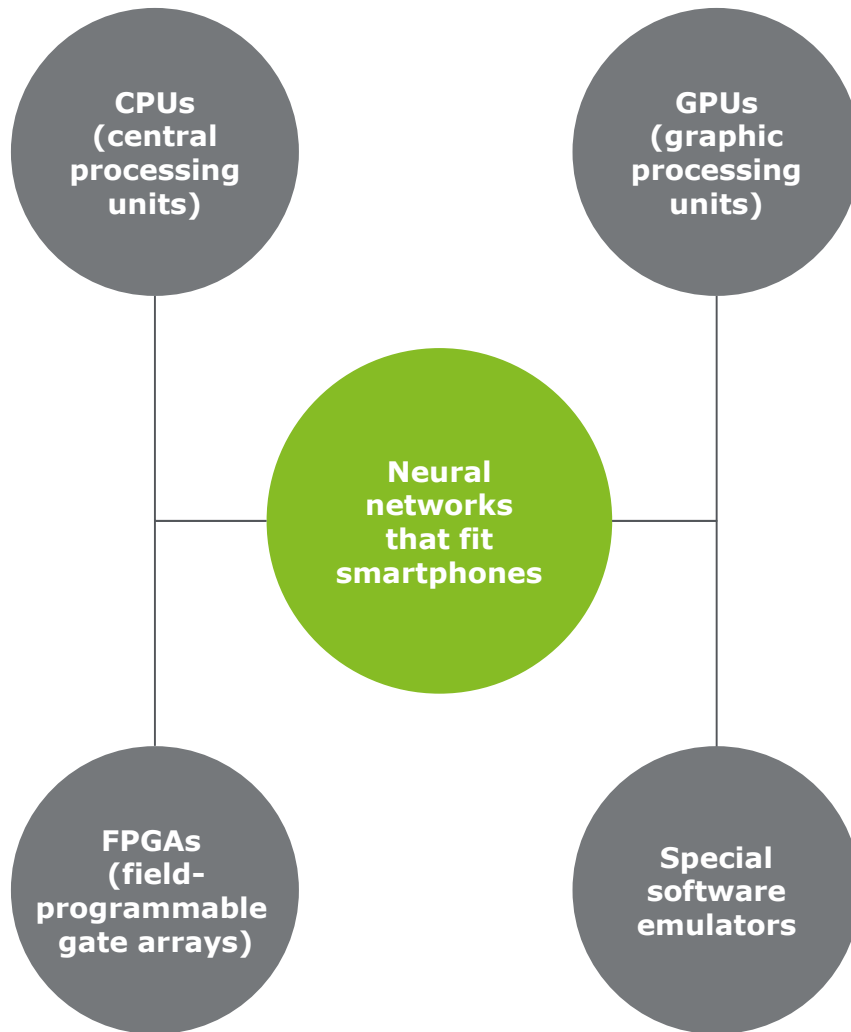 CPUs
(central
processing
units)
GPUs
(graphic
processing
units)
Neural
networks
that fit
smartphones
FPGAs
(field-
programmable
gate arrays)
Special
software
emulators